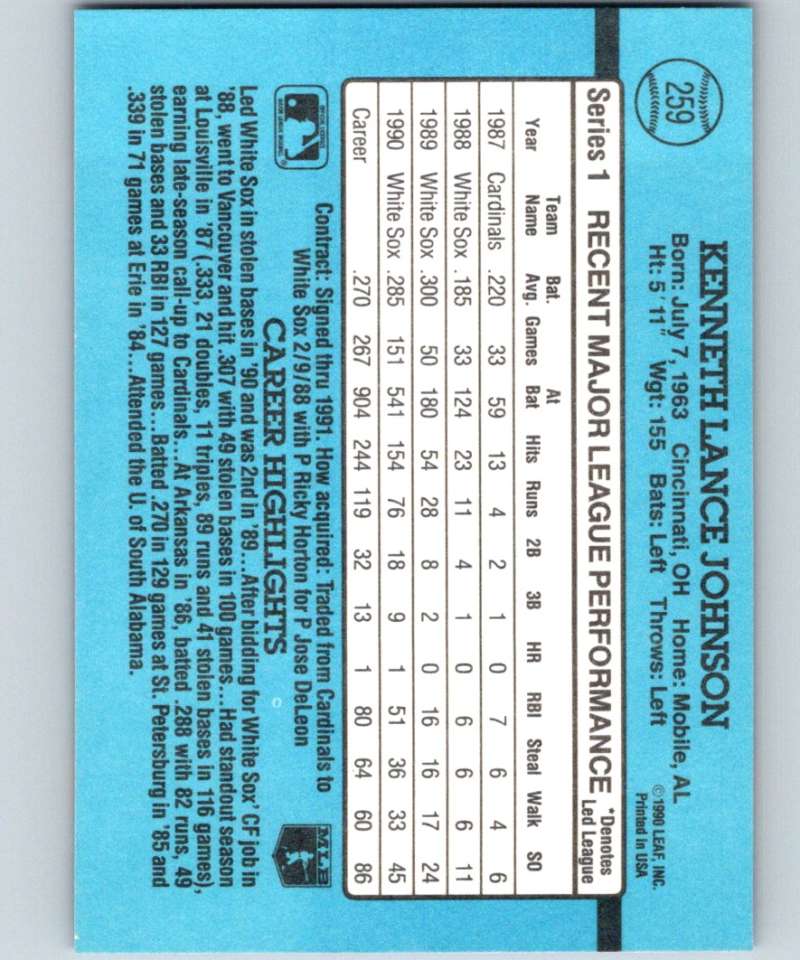 259
KENNETH LANCE JOHNSON
Born: July 7, 1963 Cincinnati, OH Home: Mobile, AL
Ht: 5' 11" Wgt: 155 Bats: Left Throws: Left
©1990 LEAF, INC.
Printed in USA
Series 1 RECENT MAJOR LEAGUE PERFORMANCE *Denotes
Led League
Year Team Name Bat. Avg. Games At Bat Hits Runs 2B 3B HR RBI Steal Walk SO
1987 Cardinals .220 33 59 13 4 2 1 0 7 6 4 6
1988 White Sox .185 33 124 23 11 4 1 0 6 6 6 11
1989 White Sox .300 50 180 54 28 8 2 0 16 16 17 24
1990 White Sox .285 151 541 154 76 18 9 1 51 36 33 45
Career .270 267 904 244 119 32 13 1 80 64 60 86
Contract: Signed thru 1991. How acquired: Traded from Cardinals to
White Sox 2/9/88 with P Ricky Horton for P Jose DeLeon
MLB
CAREER HIGHLIGHTS
Led White Sox in stolen bases in '90 and was 2nd in '89...After bidding for White Sox' CF job in
'88, went to Vancouver and hit .307 with 49 stolen bases in 100 games...Had standout season
at Louisville in '87 (.333, 21 doubles, 11 triples, 89 runs and 41 stolen bases in 116 games),
earning late-season call-up to Cardinals....At Arkansas in '86, batted .288 with 82 runs, 49
stolen bases and 33 RBI in 127 games...Batted .270 in 129 games at St. Petersburg in '85 and
.339 in 71 games at Erie in '84...Attended the U. of South Alabama.